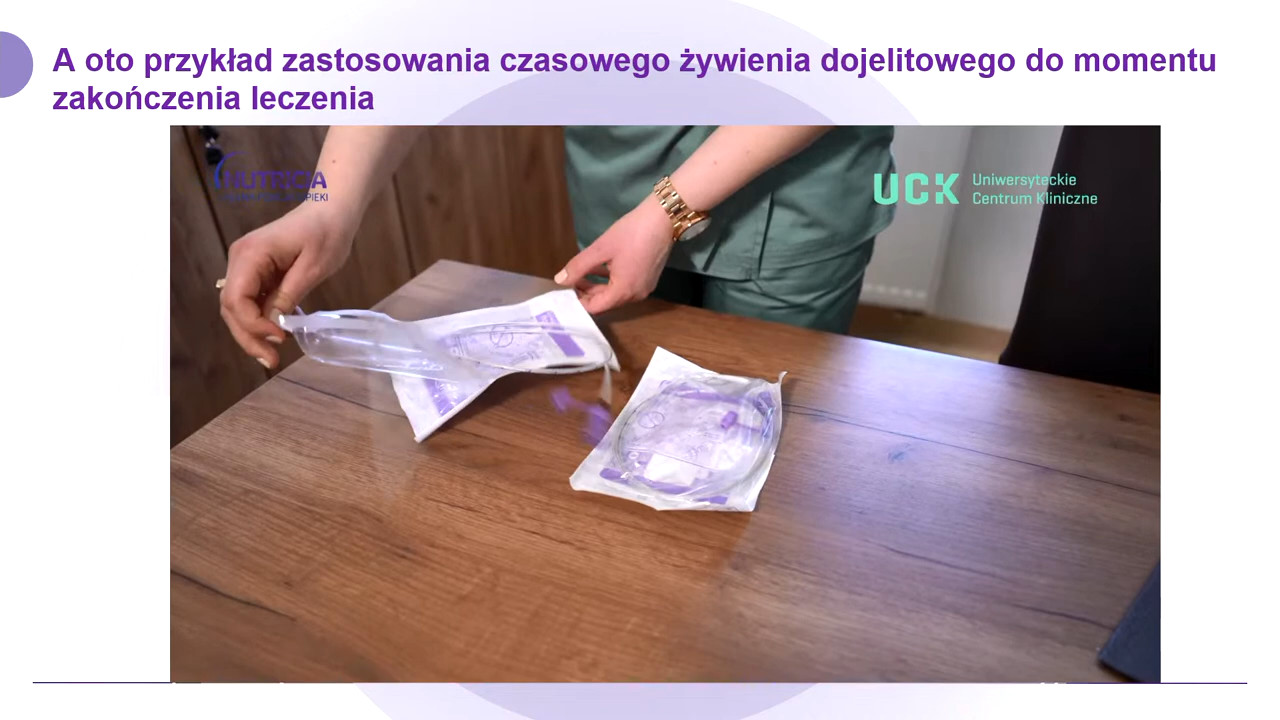 A oto przykład zastosowania czasowego żywienia dojelitowego do momentu
zakończenia leczenia
NUTRICIA
UCK Uniwersyteckie
Centrum Kliniczne